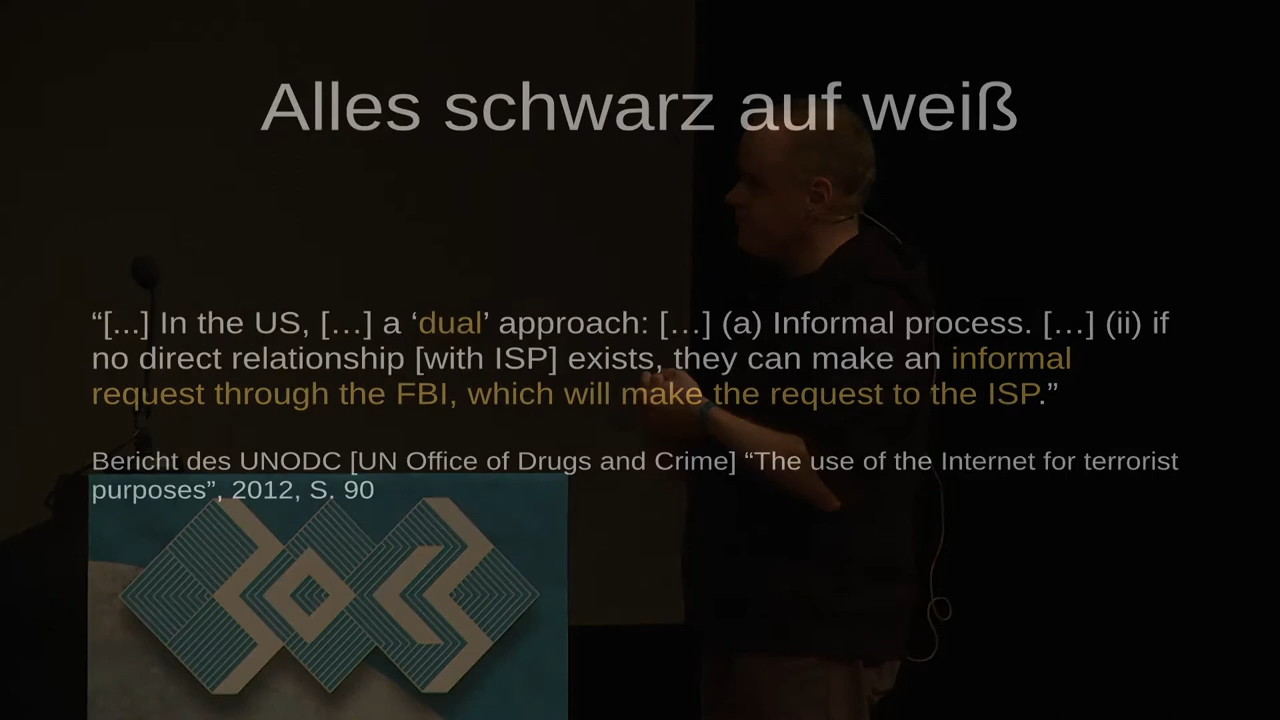 Alles schwarz auf weiß
“[...] In the US, […] a ‘dual’ approach: […] (a) Informal process. […] (ii) if
no direct relationship [with ISP] exists, they can make an informal
request through the FBI, which will make the request to the ISP.”
Bericht des UNODC [UN Office of Drugs and Crime] “The use of the Internet for terrorist
purposes”, 2012, S. 90